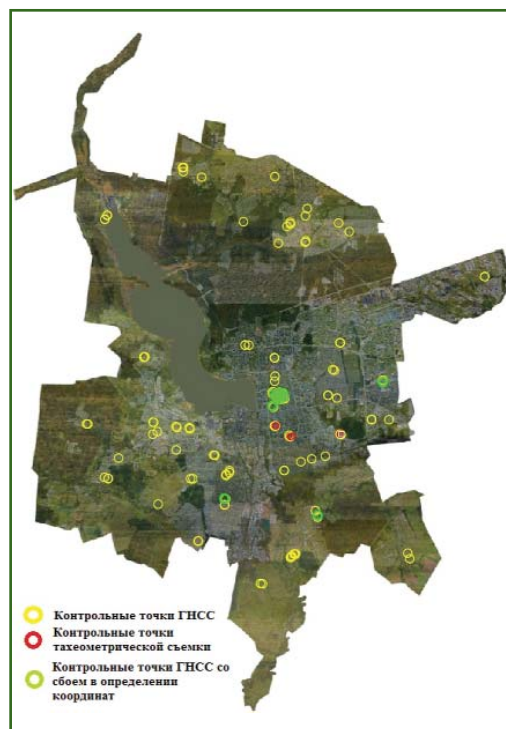 Контрольные точки ГНСС
Контрольные точки
тахеометрической съемки
Контрольные точки ГНСС со
сбоем в определении
координат